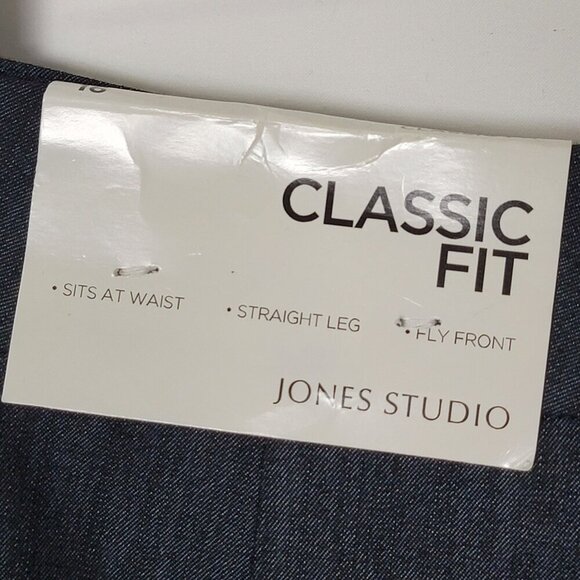 CLASSIC
FIT
• SITS AT WAIST
• STRAIGHT LEG
• FLY FRONT
JONES STUDIO